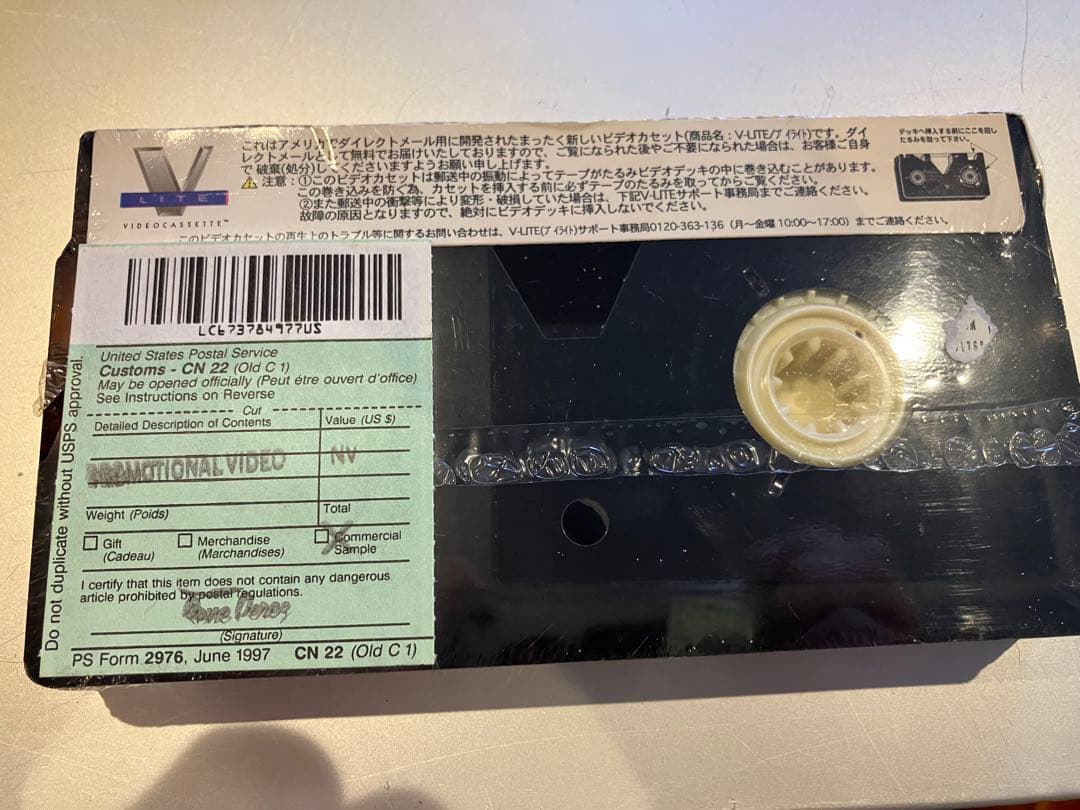 V
LITE
VIDEOCASSETTE™
これはアメリカでダイレクトメール用に開発されたまったく新しいビデオカセット(商品名:V-LITE/ブイライト)です。ダイ
レクトメールとして無料でお届けいたしておりますので、ご覧になられた後やご不要になられた場合は、お客様ご自身
で破棄(処分)してくださいますようお願い申し上げます。
⚠ 注意:①このビデオカセットは郵送中の振動によってテープがたるみビデオデッキの中に巻き込むことがあります。
この巻き込みを防ぐ為、カセットを挿入する前に必ずテープのたるみを取ってからご覧ください。
②また郵送中の衝撃等により変形・破損していた場合は、下記V-LITEサポート事務局までご連絡ください。
故障の原因となりますので、絶対にビデオデッキに挿入しないでください。
このビデオカセットの再生上のトラブル等に関するお問い合わせは、V-LITE(ブイライト)サポート事務局0120-363-136 (月〜金曜 10:00〜17:00) までご連絡ください。
デッキへ挿入する前にここを回し
たるみを取って下さい。
LC673784977US
United States Postal Service
Customs - CN 22 (Old C 1)
May be opened officially (Peut être ouvert d'office)
See Instructions on Reverse
Cut
Detailed Description of Contents
Value (US $)
PROMOTIONAL VIDEO
NV
Weight (Poids)
Total
Gift
(Cadeau)
Merchandise
(Marchandises)
Commercial
Sample
I certify that this item does not contain any dangerous
article prohibited by postal regulations.
(Signature)
PS Form 2976, June 1997
CN 22 (Old C 1)
Do not duplicate without USPS approval.